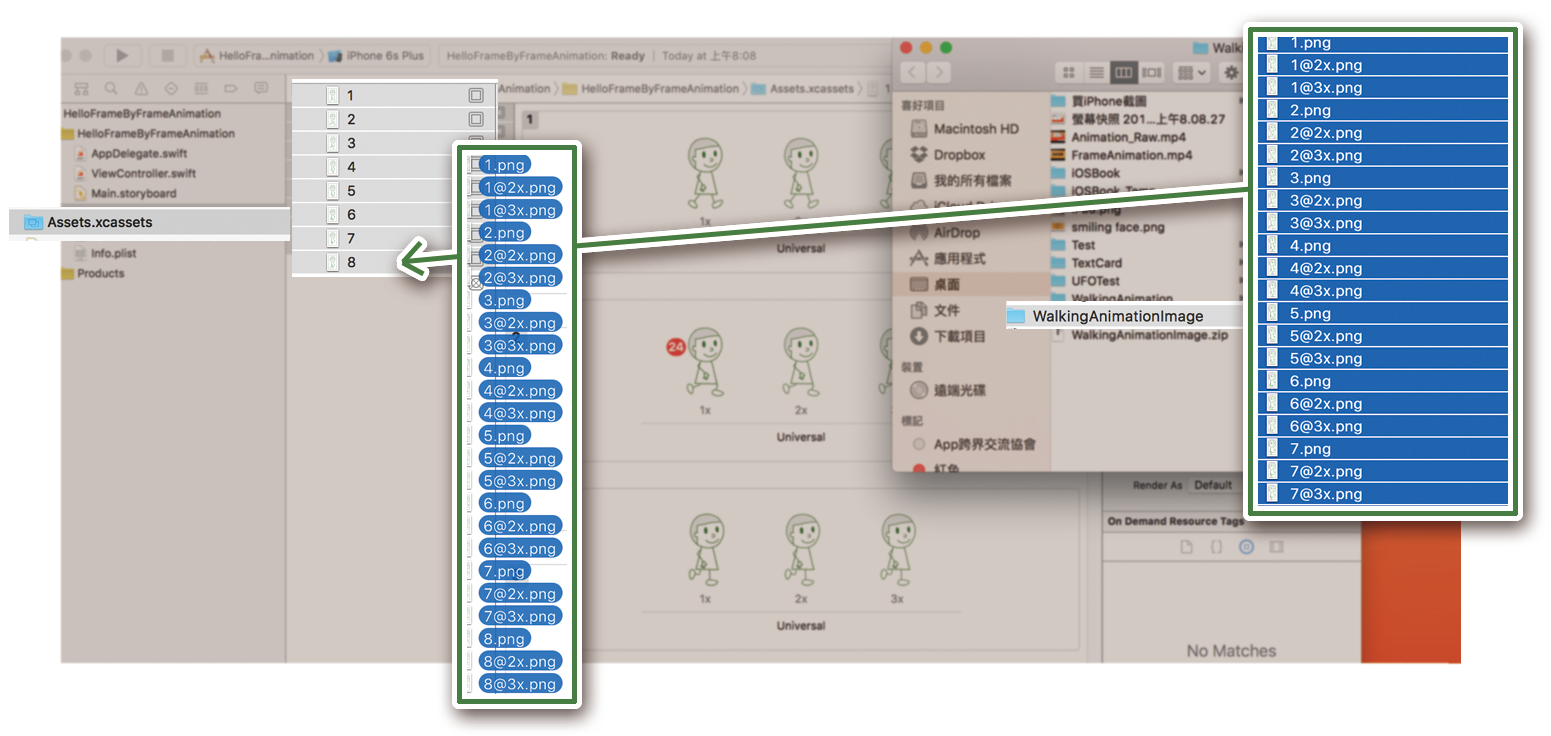 HelloFra...nimation
iPhone 6s Plus
HelloFrameByFrameAnimation: Ready
Today at 上午8:08
HelloFrameByFrameAnimation
HelloFrameByFrameAnimation
AppDelegate.swift
ViewController.swift
Main.storyboard
Assets.xcassets
Info.plist
Products
1
2
3
4
5
6
7
8
Animation
HelloFrameByFrameAnimation
Assets.xcassets
1
1
1x
Universal
24
1x
2x
Universal
1x
2x
3x
Universal
1.png
1@2x.png
1@3x.png
2.png
2@2x.png
2@3x.png
3.png
3@2x.png
3@3x.png
4.png
4@2x.png
4@3x.png
5.png
5@2x.png
5@3x.png
6.png
6@2x.png
6@3x.png
7.png
7@2x.png
7@3x.png
8.png
8@2x.png
8@3x.png
喜好項目
Macintosh HD
Dropbox
我的所有檔案
AirDrop
應用程式
桌面
文件
下載項目
裝置
遠端光碟
標記
App跨界交流協會
紅色
買iPhone截圖
螢幕快照 201...上午8.08.27
Animation_Raw.mp4
FrameAnimation.mp4
iOSBook
smiling face.png
Test
TextCard
UFOTest
WalkingAnimation
WalkingAnimationImage
WalkingAnimationImage.zip
1.png
1@2x.png
1@3x.png
2.png
2@2x.png
2@3x.png
3.png
3@2x.png
3@3x.png
4.png
4@2x.png
4@3x.png
5.png
5@2x.png
5@3x.png
6.png
6@2x.png
6@3x.png
7.png
7@2x.png
7@3x.png
Render As Default
On Demand Resource Tags
No Matches